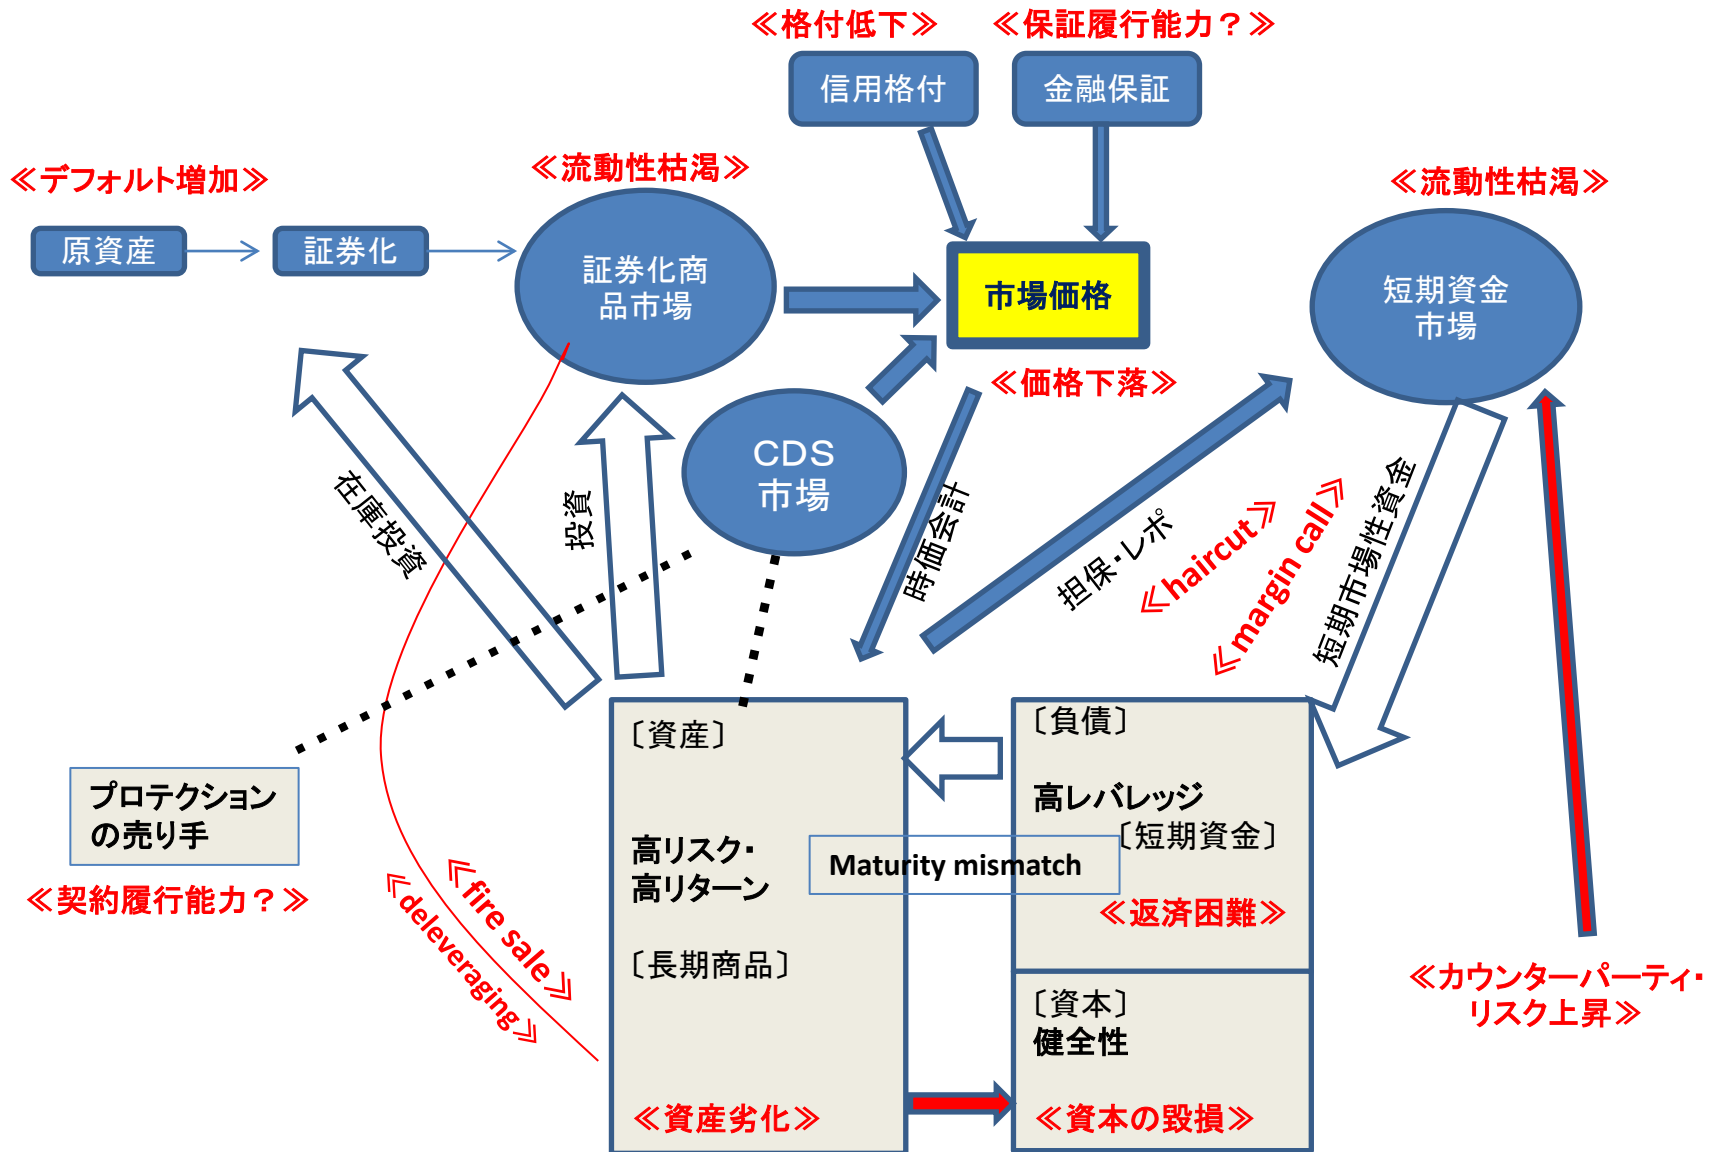 ≪格付低下≫
≪保証履行能力？≫
信用格付
金融保証
≪デフォルト増加≫
≪流動性枯渇≫
≪流動性枯渇≫
原資産
証券化
証券化商
品市場
市場価格
短期資金
市場
≪価格下落≫
CDS
市場
在庫投資
投資
時価会計
担保・レポ
≪haircut≫
≪margin call≫
短期市場性資金
〔資産〕
〔負債〕
プロテクション
の売り手
高レバレッジ
〔短期資金〕
高リスク・
高リターン
Maturity mismatch
≪契約履行能力？≫
≪fire sale≫
≪deleveraging≫
≪返済困難≫
〔長期商品〕
≪カウンターパーティ・
リスク上昇≫
〔資本〕
健全性
≪資産劣化≫
≪資本の毀損≫